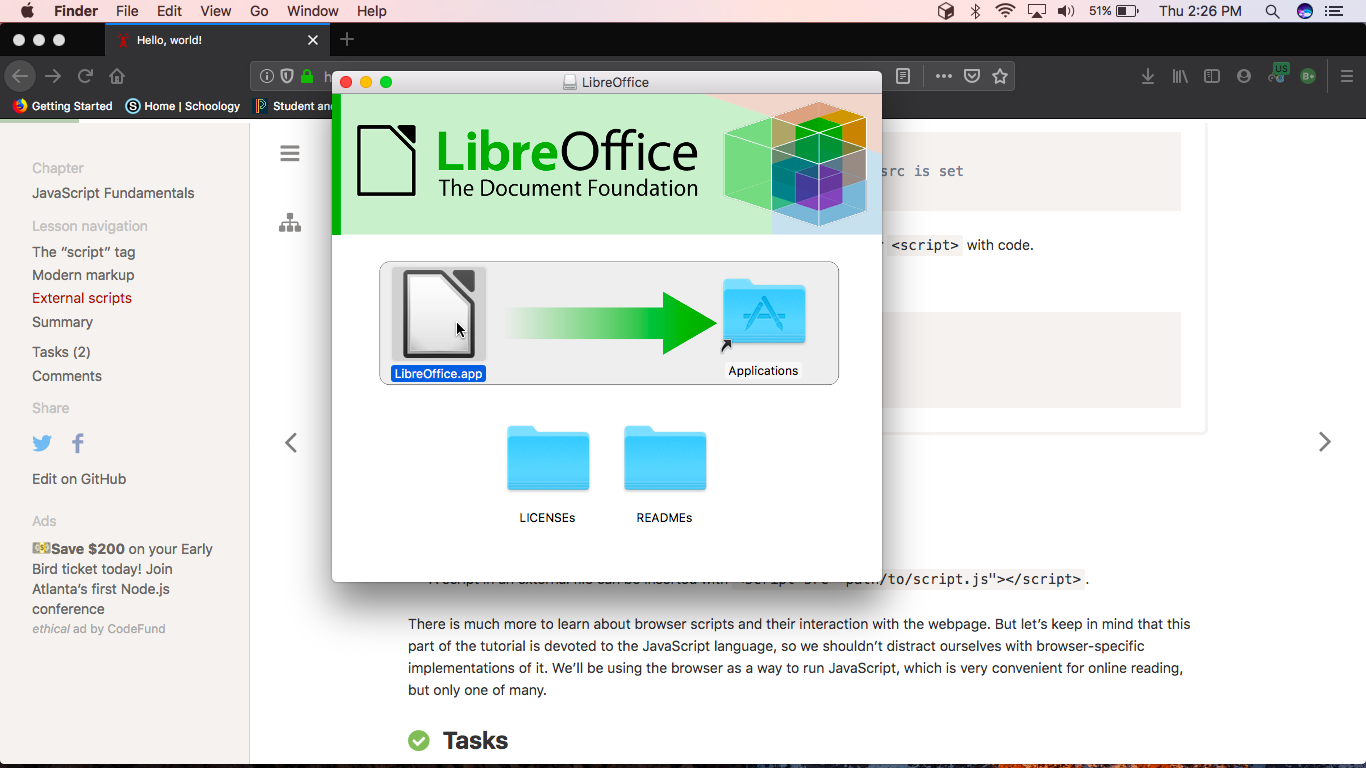 Finder File Edit View Go Window Help
51% Thu 2:26 PM
Hello, world!
Getting Started Home | Schoology Student
US
B+
LibreOffice
LibreOffice
The Document Foundation
LibreOffice.app
Applications
LICENSEs
READMEs
Chapter
JavaScript Fundamentals
Lesson navigation
The “script” tag
Modern markup
External scripts
Summary
Tasks (2)
Comments
Share
Edit on GitHub
Ads
Save $200 on your Early
Bird ticket today! Join
Atlanta’s first Node.js
conference
ethical ad by CodeFund
src is set
<script> with code.
/to/script.js"></script>.
There is much more to learn about browser scripts and their interaction with the webpage. But let’s keep in mind that this
part of the tutorial is devoted to the JavaScript language, so we shouldn’t distract ourselves with browser-specific
implementations of it. We’ll be using the browser as a way to run JavaScript, which is very convenient for online reading,
but only one of many.
Tasks